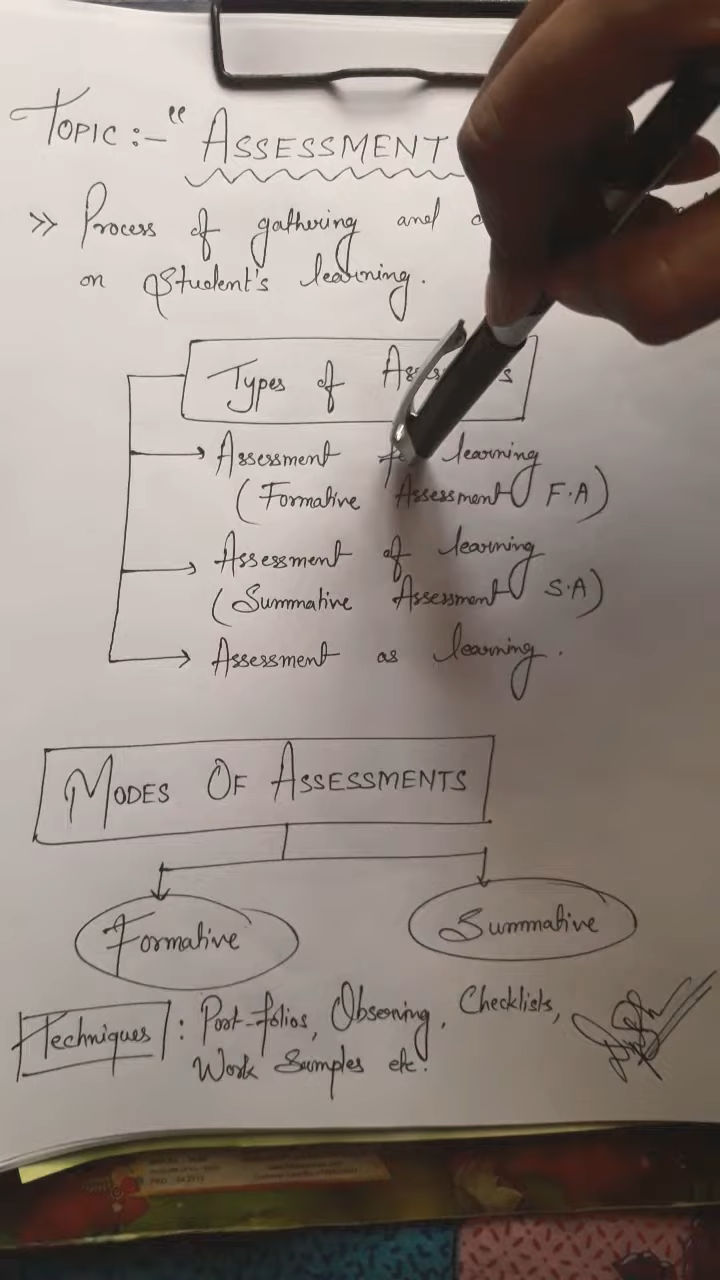 TOPIC :- " ASSESSMENT
>> Process of gathering and
on Student's learning.
Types of
Assessment for learning
(Formative Assessment F.A)
Assessment of learning
(Summative Assessment S.A)
Assessment as learning.
MODES OF ASSESSMENTS
Formative
Summative
Techniques : Port-folios, Observing, Checklists,
Work Samples etc.